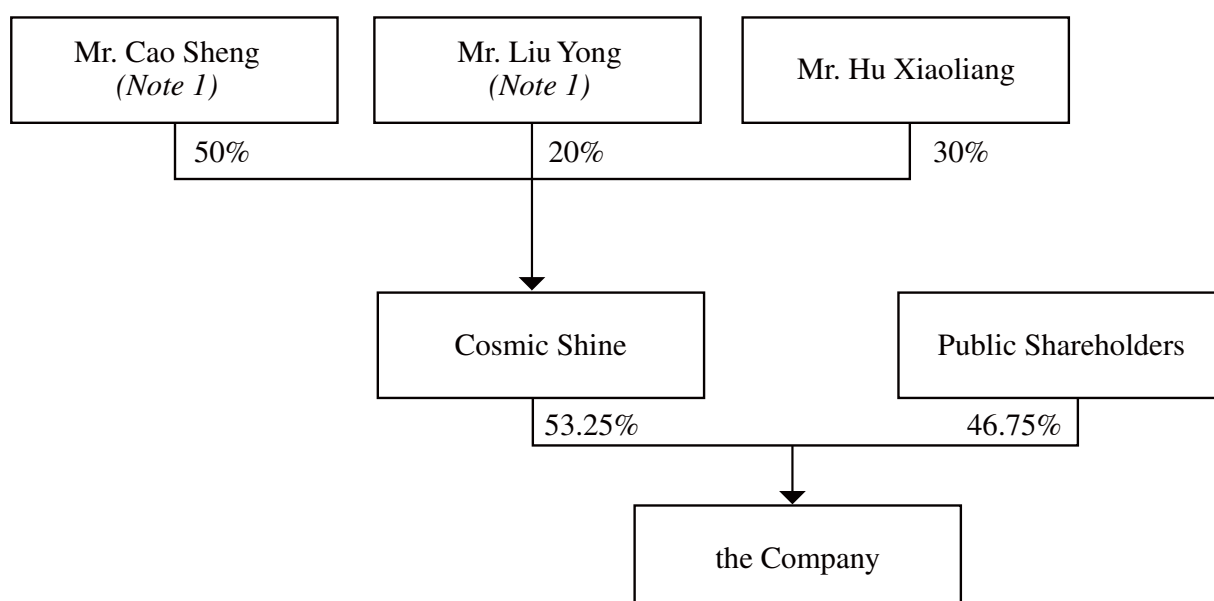 Mr. Cao Sheng
(Note 1)
Mr. Liu Yong
(Note 1)
Mr. Hu Xiaoliang
50%
20%
30%
Cosmic Shine
Public Shareholders
53.25%
46.75%
the Company